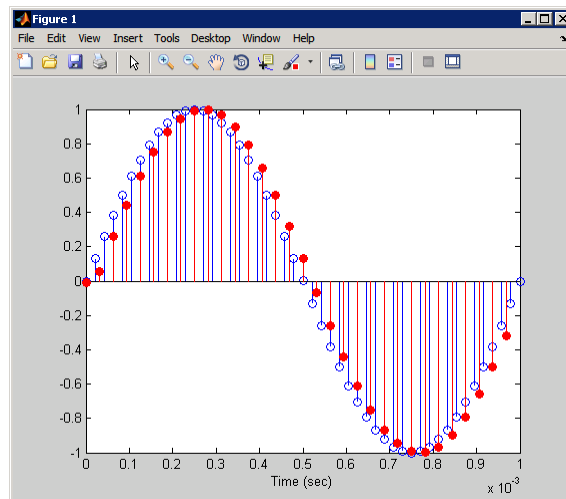 Figure 1
File Edit View Insert Tools Desktop Window Help
1
0.8
0.6
0.4
0.2
0
-0.2
-0.4
-0.6
-0.8
-1
0 0.1 0.2 0.3 0.4 0.5 0.6 0.7 0.8 0.9 1
Time (sec)
x 10⁻³